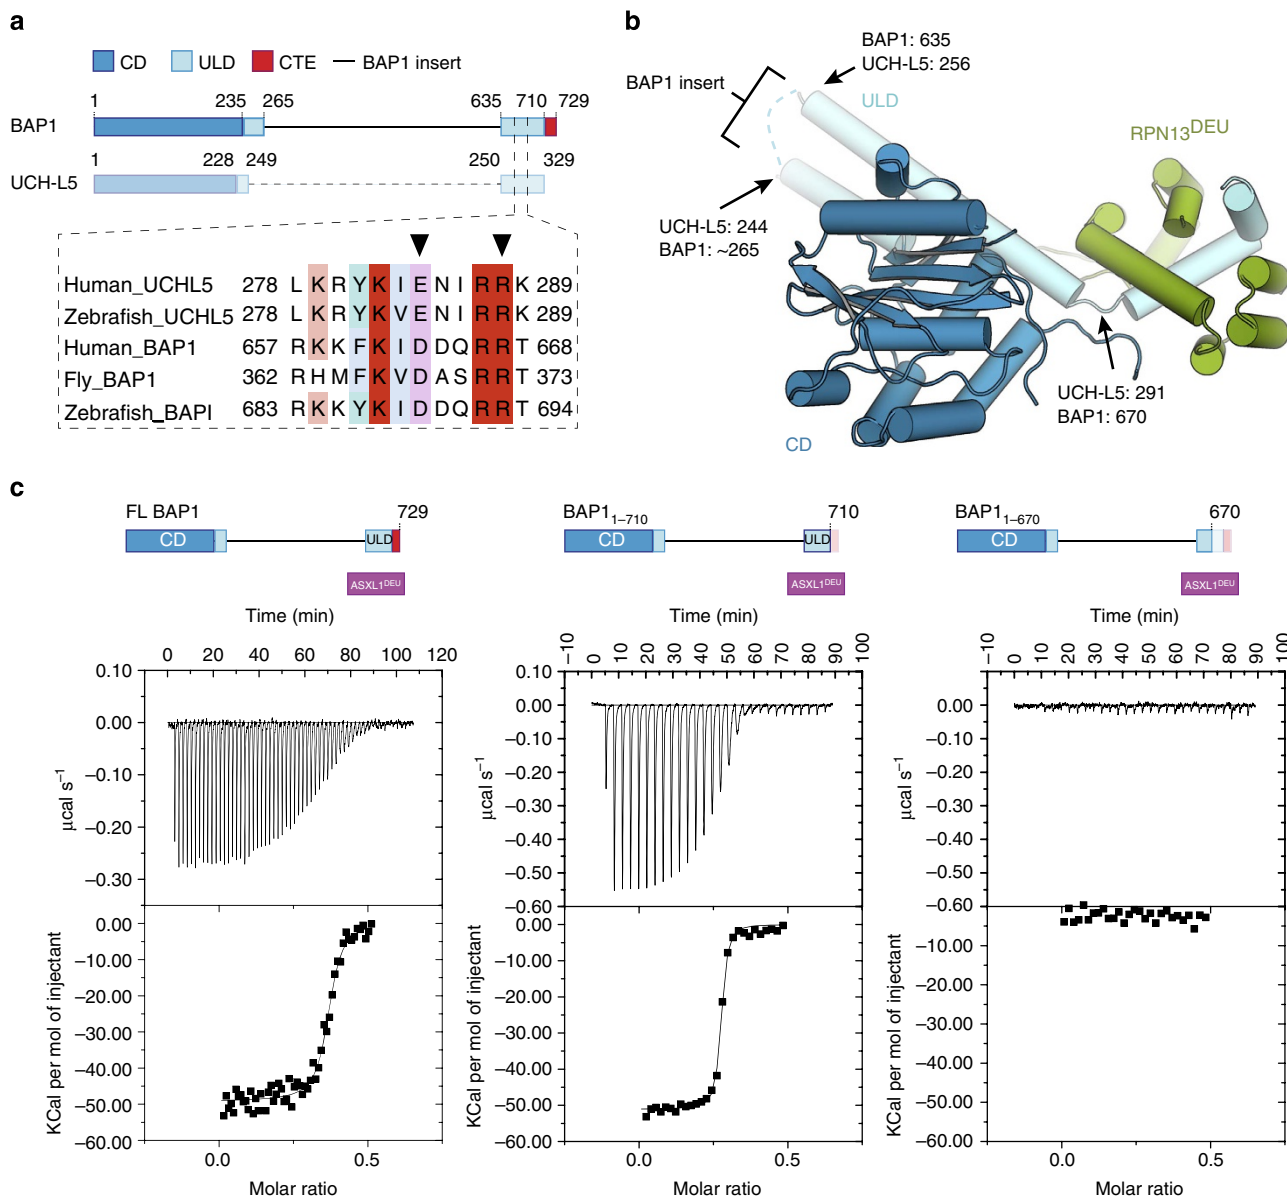 a
CD ULD CTE BAP1 insert
1 235 265 635 710 729
BAP1
1 228 249 250 329
UCH-L5
Human_UCHL5 278 L K R Y K I E N I R R K 289
Zebrafish_UCHL5 278 L K R Y K V E N I R R K 289
Human_BAP1 657 R K K F K I D D Q R R T 668
Fly_BAP1 362 R H M F K V D A S R R T 373
Zebrafish_BAPI 683 R K K Y K I D D Q R R T 694
b
BAP1: 635
UCH-L5: 256
BAP1 insert
ULD
RPN13DEU
UCH-L5: 244
BAP1: ~265
UCH-L5: 291
BAP1: 670
CD
c
FL BAP1 729
CD ULD
ASXL1DEU
Time (min)
0 20 40 60 80 100 120
0.10
0.00
–0.10
–0.20
–0.30
µcal s–1
0.00
–10.00
–20.00
–30.00
–40.00
–50.00
–60.00
KCal per mol of injectant
0.0 0.5
Molar ratio
BAP11–710 710
CD ULD
ASXL1DEU
Time (min)
–10 0 10 20 30 40 50 60 70 80 90 100
0.10
0.00
–0.10
–0.20
–0.30
–0.40
–0.50
–0.60
µcal s–1
0.00
–10.00
–20.00
–30.00
–40.00
–50.00
–60.00
KCal per mol of injectant
0.0 0.5
Molar ratio
BAP11–670 670
CD
ASXL1DEU
Time (min)
–10 0 10 20 30 40 50 60 70 80 90 100
0.10
0.00
–0.10
–0.20
–0.30
–0.40
–0.50
–0.60
µcal s–1
–10.00
–20.00
–30.00
–40.00
–50.00
–60.00
KCal per mol of injectant
0.0 0.5
Molar ratio